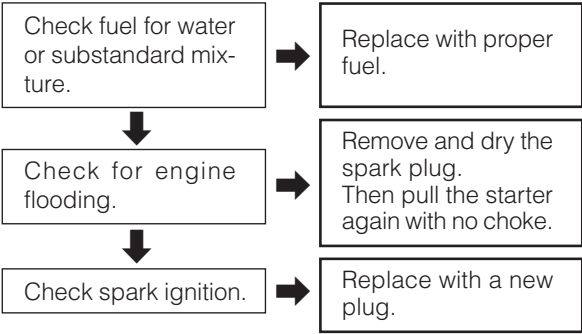 Check fuel for water
or substandard mix-
ture.
Replace with proper
fuel.
Check for engine
flooding.
Remove and dry the
spark plug.
Then pull the starter
again with no choke.
Check spark ignition.
Replace with a new
plug.